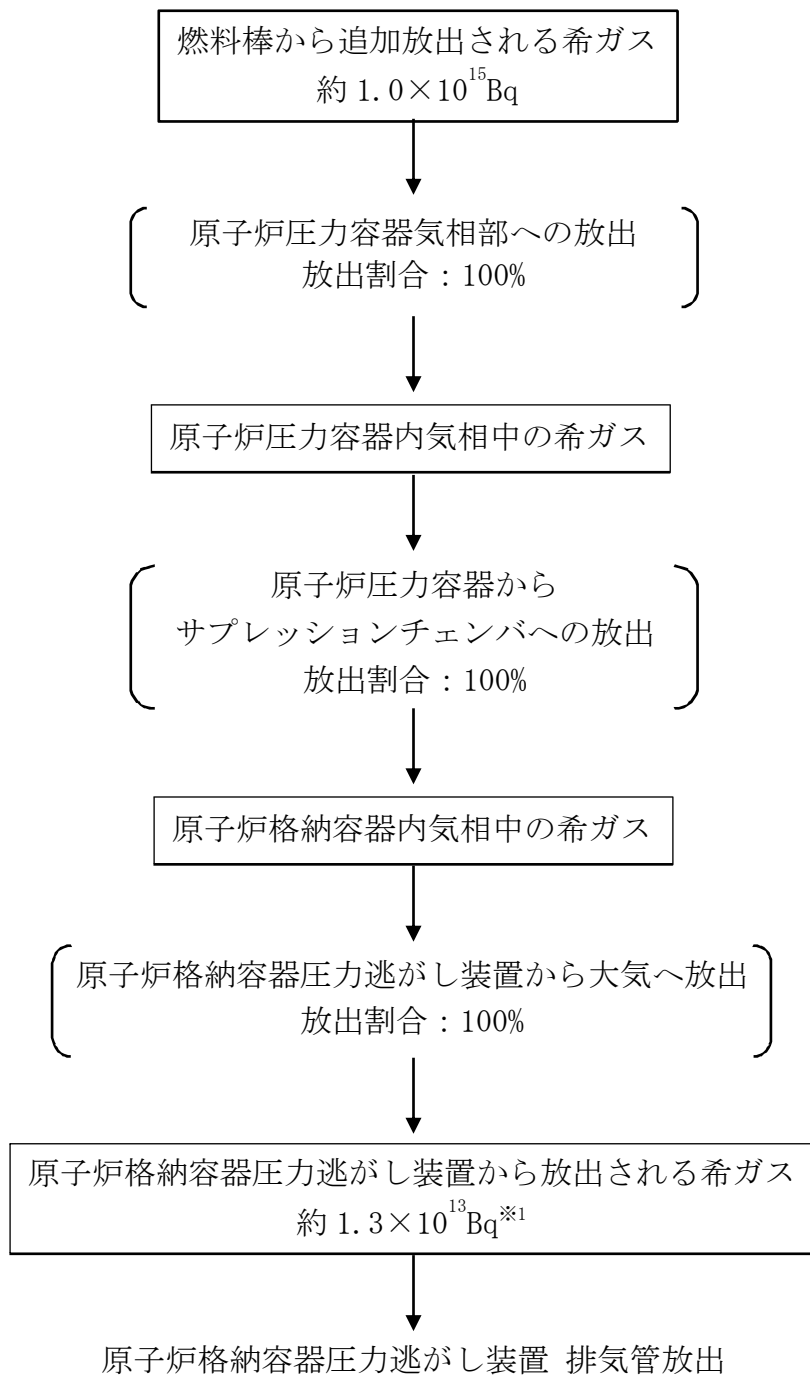 燃料棒から追加放出される希ガス
約 1.0×10¹⁵Bq
原子炉圧力容器気相部への放出
放出割合：100%
原子炉圧力容器内気相中の希ガス
原子炉圧力容器から
サプレッションチェンバへの放出
放出割合：100%
原子炉格納容器内気相中の希ガス
原子炉格納容器圧力逃がし装置から大気へ放出
放出割合：100%
原子炉格納容器圧力逃がし装置から放出される希ガス
約 1.3×10¹³Bq※1
原子炉格納容器圧力逃がし装置 排気管放出